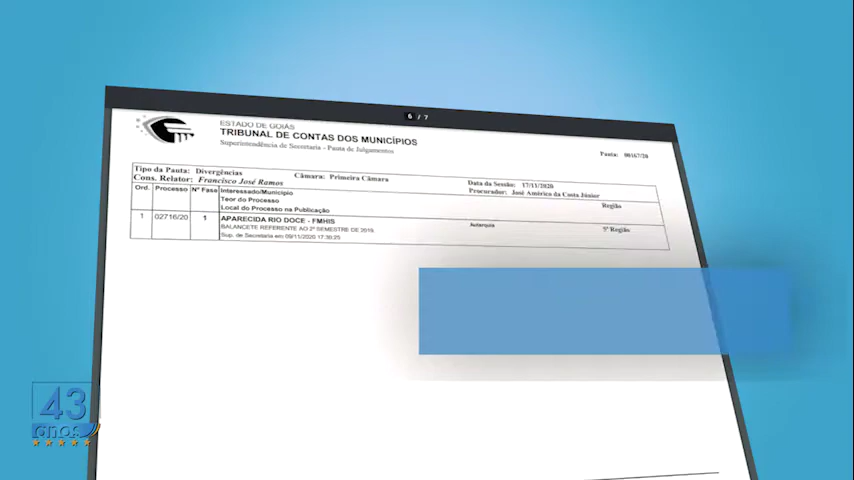 6 / 7
ESTADO DE GOIÁS
TRIBUNAL DE CONTAS DOS MUNICÍPIOS
Superintendência de Secretaria - Pauta de Julgamentos
Pauta: 00167/20
Tipo da Pauta: Divergências
Câmara: Primeira Câmara
Data da Sessão: 17/11/2020
Cons. Relator: Francisco José Ramos
Procurador: José Américo da Costa Júnior
Ord. Processo Nº Fase Interessado/Município
Teor do Processo
Local do Processo na Publicação
Região
1 02716/20 1 APARECIDA RIO DOCE - FMHIS
Autarquia
5ª Região
BALANCETE REFERENTE AO 2º SEMESTRE DE 2019
Sup. de Secretaria em 09/11/2020 17:30:25
43
anos